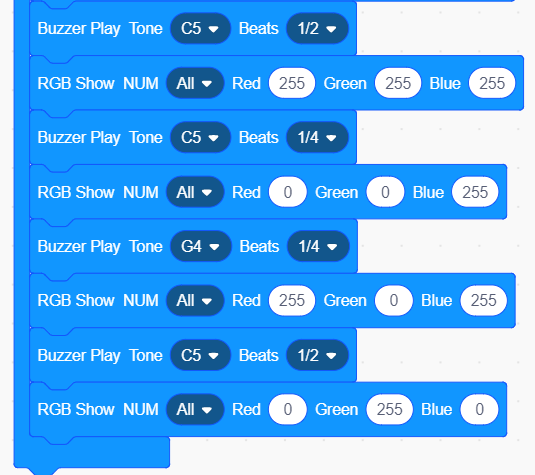 Buzzer Play Tone C5 Beats 1/2
RGB Show NUM All Red 255 Green 255 Blue 255
Buzzer Play Tone C5 Beats 1/4
RGB Show NUM All Red 0 Green 0 Blue 255
Buzzer Play Tone G4 Beats 1/4
RGB Show NUM All Red 255 Green 0 Blue 255
Buzzer Play Tone C5 Beats 1/2
RGB Show NUM All Red 0 Green 255 Blue 0